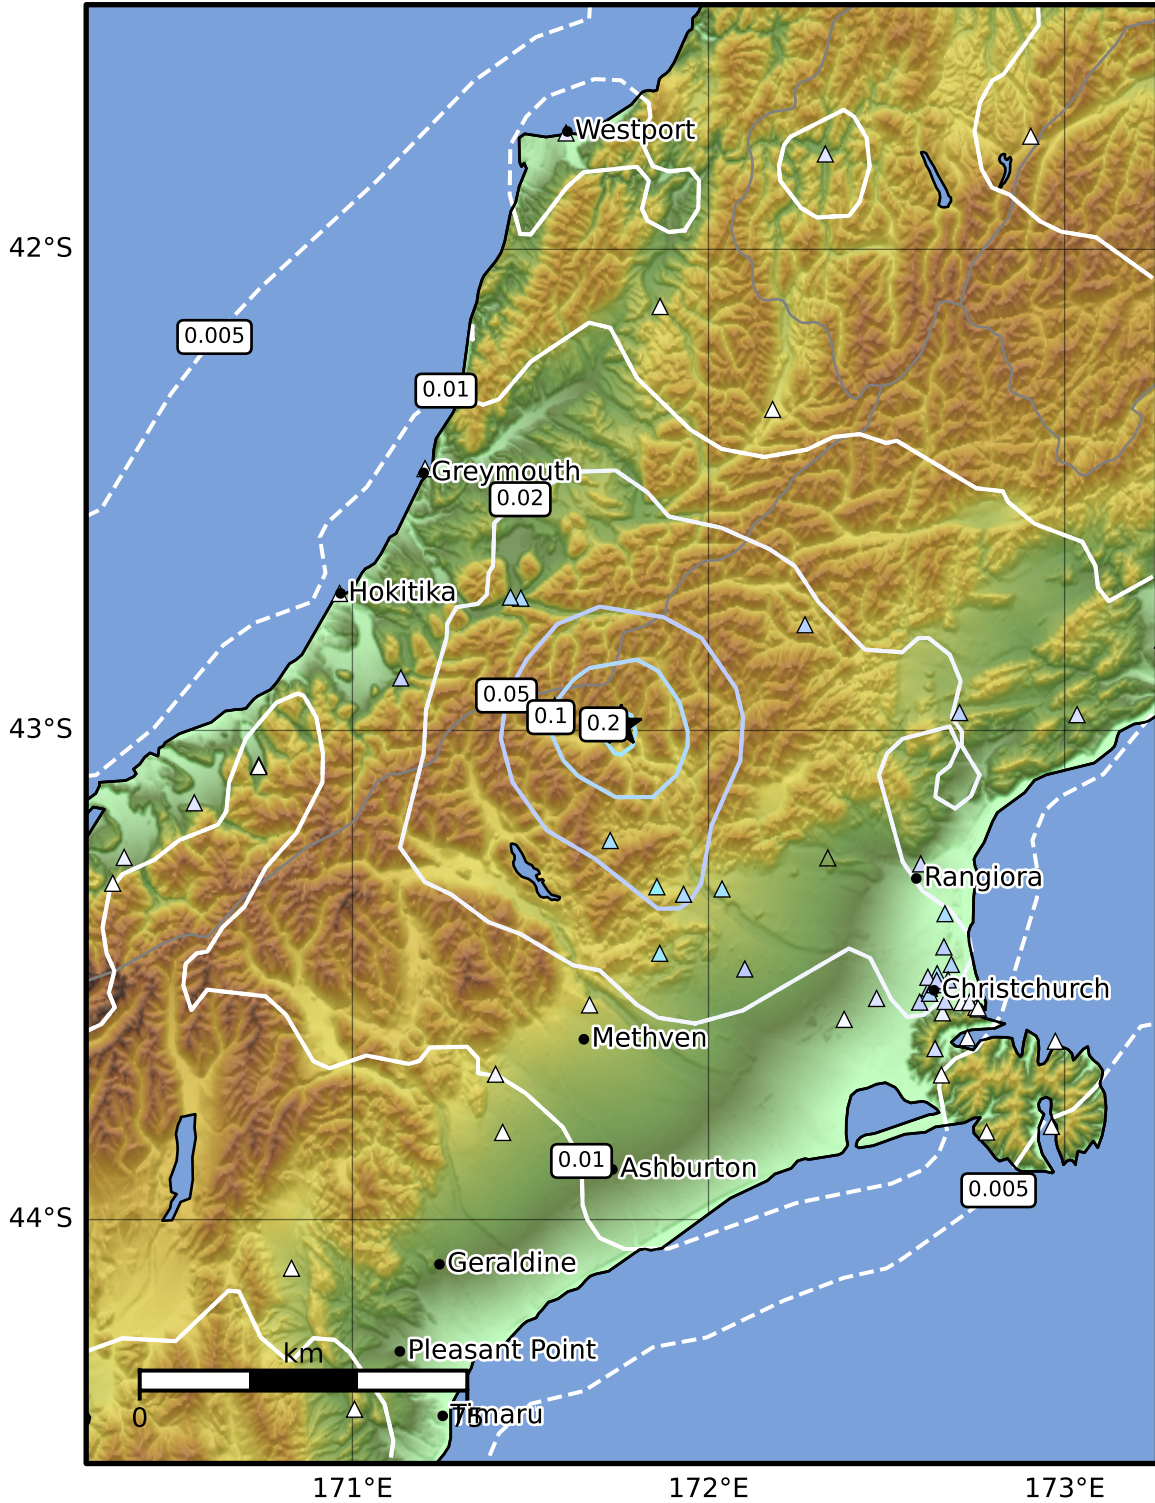 Westport
42°S
0.005
0.01
Greymouth
0.02
Hokitika
0.05
0.1
0.2
43°S
Rangiora
Christchurch
Methven
0.01
Ashburton
0.005
44°S
Geraldine
Pleasant Point
km
0
75
Timaru
171°E
172°E
173°E